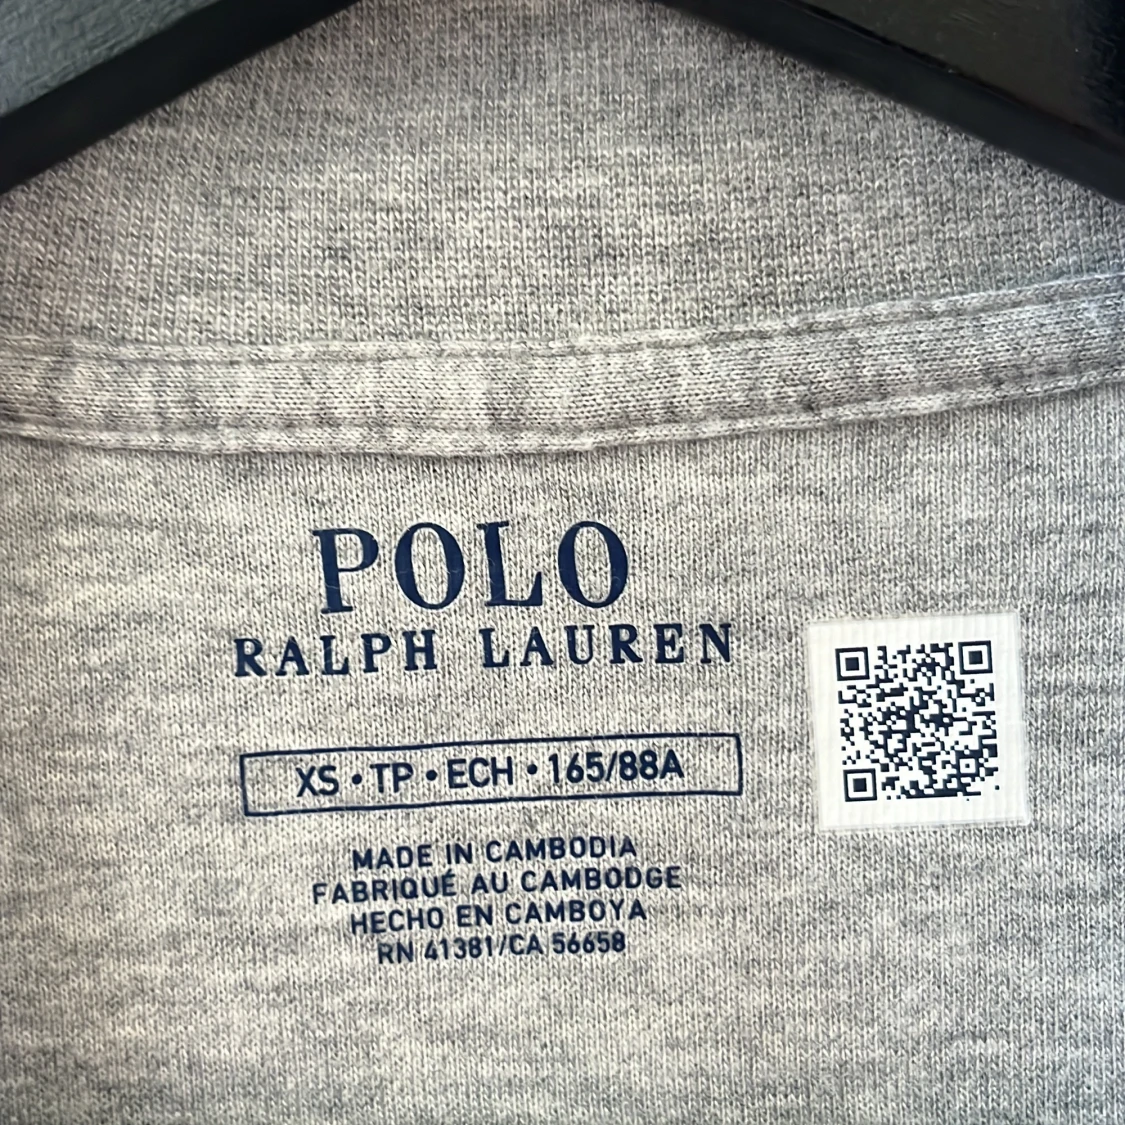 POLO
RALPH LAUREN
XS • TP • ECH • 165/88A
MADE IN CAMBODIA
FABRIQUÉ AU CAMBODGE
HECHO EN CAMBOYA
RN 41381/CA 56658